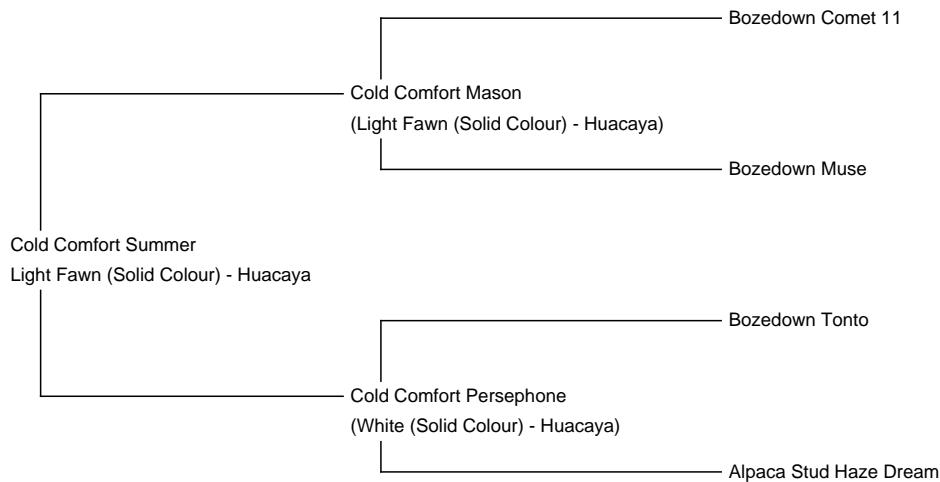 Bozedown Comet 11
Cold Comfort Mason
(Light Fawn (Solid Colour) - Huacaya)
Bozedown Muse
Cold Comfort Summer
Light Fawn (Solid Colour) - Huacaya
Bozedown Tonto
Cold Comfort Persephone
(White (Solid Colour) - Huacaya)
Alpaca Stud Haze Dream